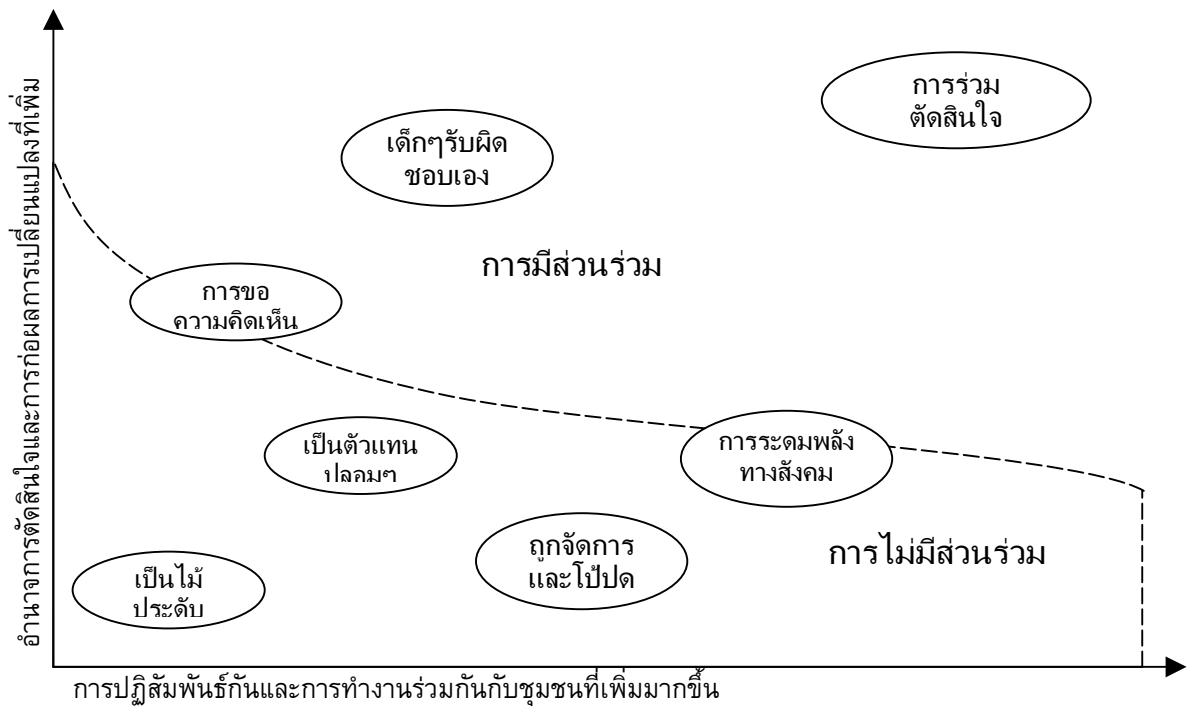 อำนาจการตัดสินใจและการก่อผลการเปลี่ยนแปลงที่เพิ่ม
การร่วม
ตัดสินใจ
เด็กๆรับผิด
ชอบเอง
การมีส่วนร่วม
การขอ
ความคิดเห็น
เป็นตัวแทน
ปลอมๆ
การระดมพลัง
ทางสังคม
ถูกจัดการ
และโป้ปด
การไม่มีส่วนร่วม
เป็นไม้
ประดับ
การปฏิสัมพันธ์กันและการทำงานร่วมกันกับชุมชนที่เพิ่มมากขึ้น